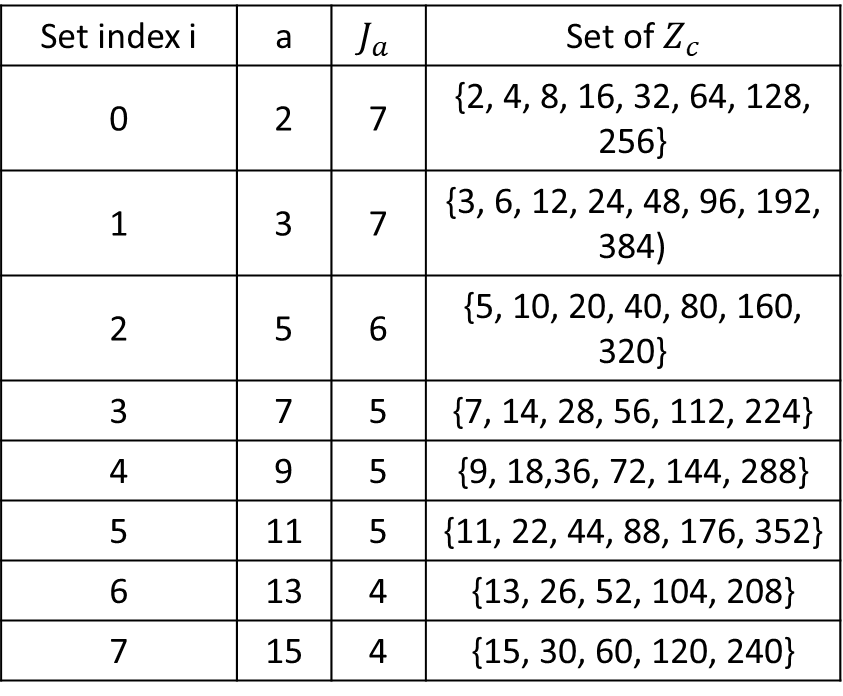 Set index i a J_a Set of Z_c
0 2 7 {2, 4, 8, 16, 32, 64, 128,
256}
1 3 7 {3, 6, 12, 24, 48, 96, 192,
384)
2 5 6 {5, 10, 20, 40, 80, 160,
320}
3 7 5 {7, 14, 28, 56, 112, 224}
4 9 5 {9, 18,36, 72, 144, 288}
5 11 5 {11, 22, 44, 88, 176, 352}
6 13 4 {13, 26, 52, 104, 208}
7 15 4 {15, 30, 60, 120, 240}